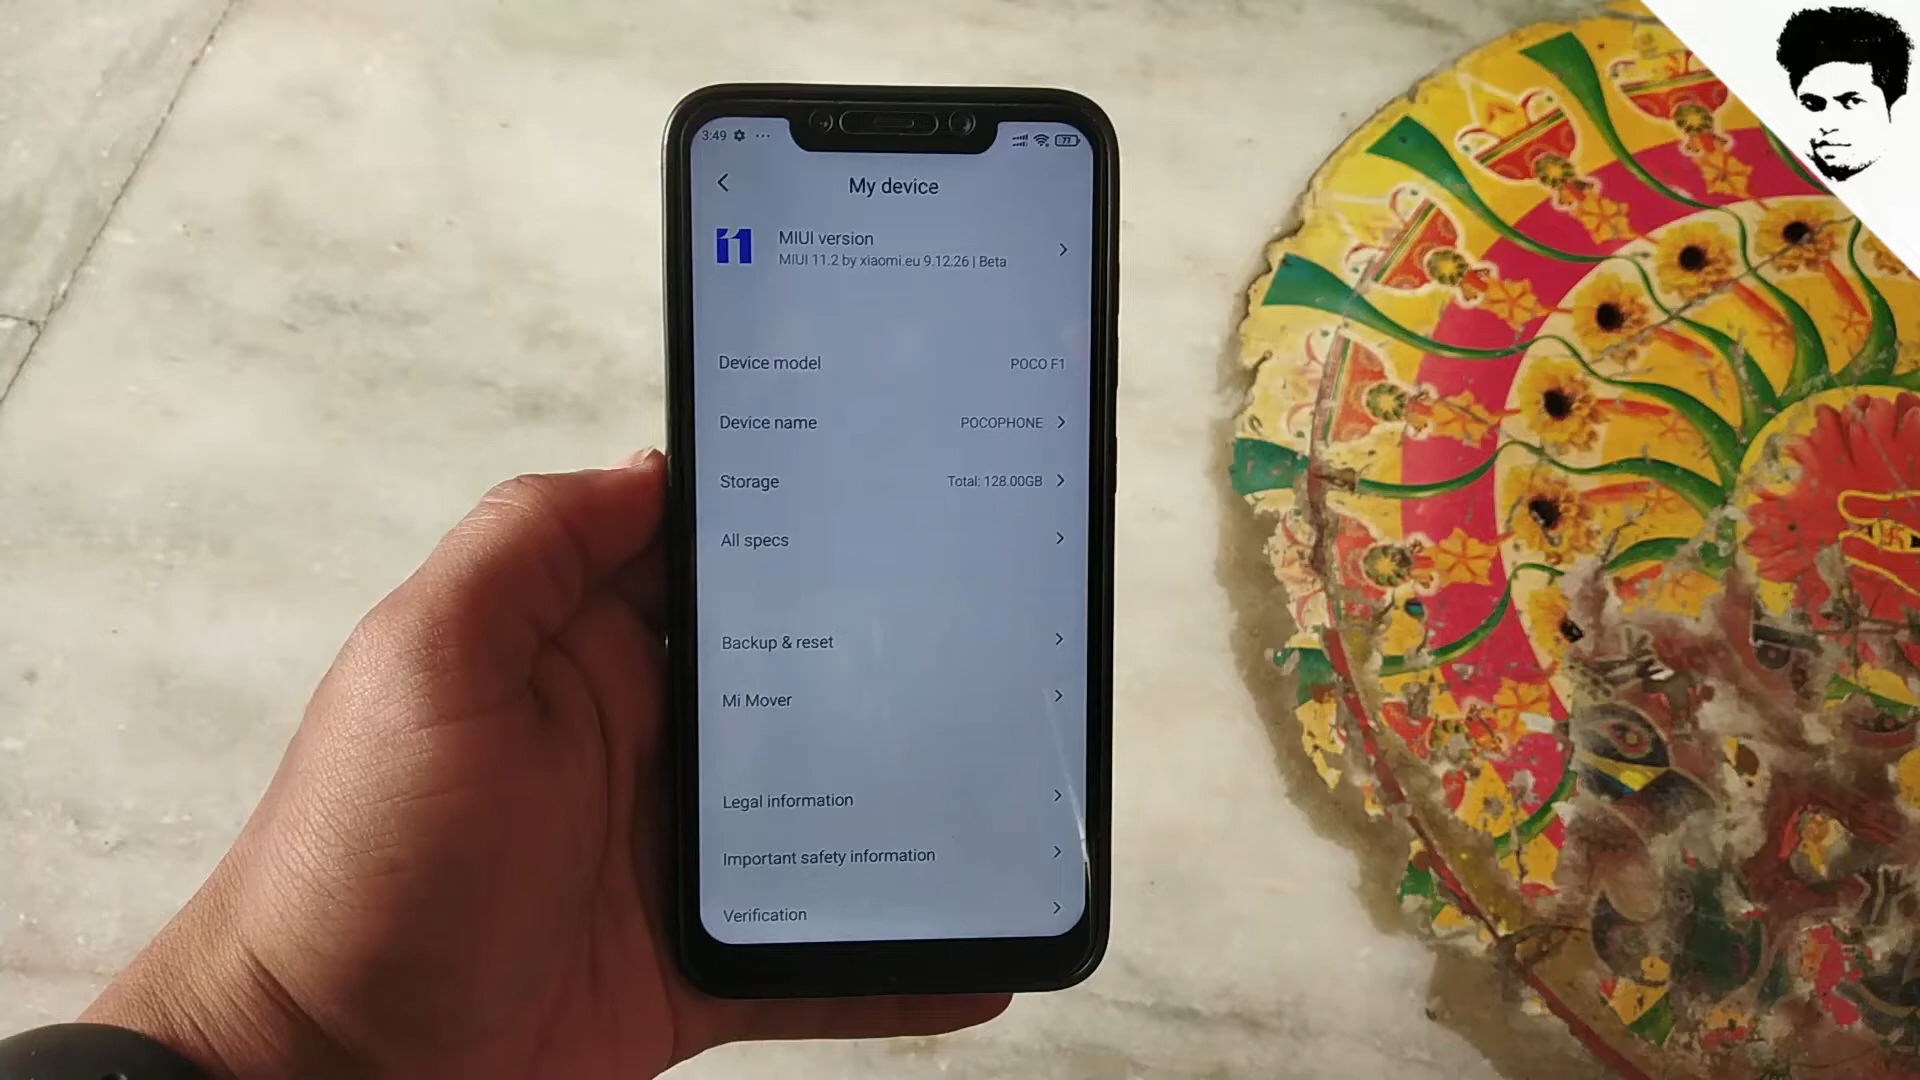 3:49
77
My device
11
MIUI version
MIUI 11.2 by xiaomi.eu 9.12.26 | Beta
Device model POCO F1
Device name POCOPHONE
Storage Total: 128.00GB
All specs
Backup & reset
Mi Mover
Legal information
Important safety information
Verification